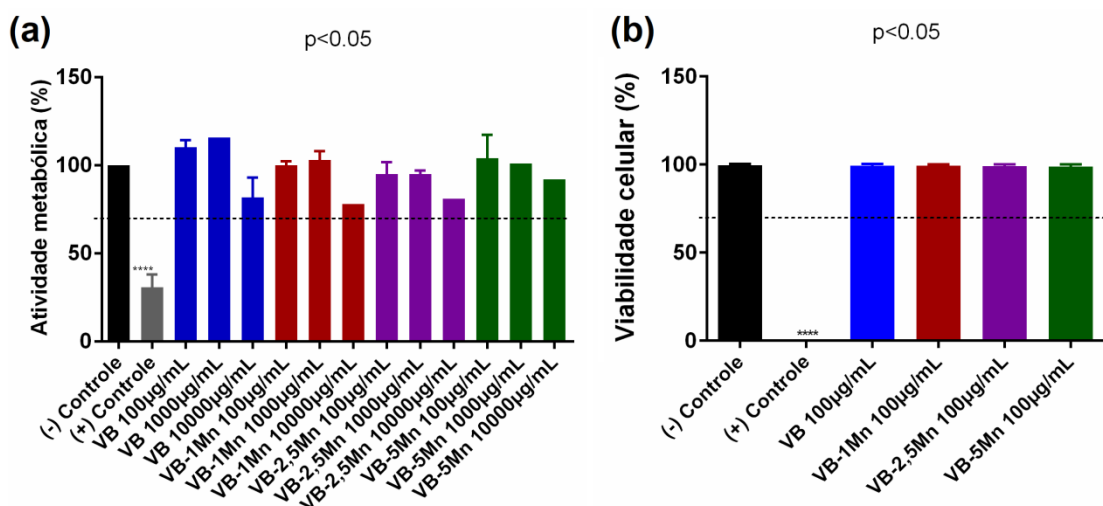 (a)
p<0.05
Atividade metabólica (%)
150
100
50
0
****
(-) Controle
(+) Controle
VB 100µg/mL
VB 1000µg/mL
VB 10000µg/mL
VB-1Mn 100µg/mL
VB-1Mn 1000µg/mL
VB-1Mn 10000µg/mL
VB-2,5Mn 100µg/mL
VB-2,5Mn 1000µg/mL
VB-2,5Mn 10000µg/mL
VB-5Mn 100µg/mL
VB-5Mn 1000µg/mL
VB-5Mn 10000µg/mL
(b)
p<0.05
Viabilidade celular (%)
150
100
50
0
****
(-) Controle
(+) Controle
VB 100µg/mL
VB-1Mn 100µg/mL
VB-2,5Mn 100µg/mL
VB-5Mn 100µg/mL